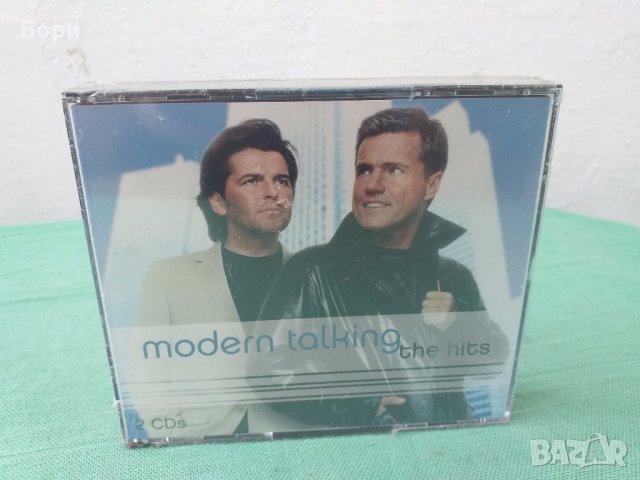 Бори
modern talking
the hits
2 CDs
BAZAR